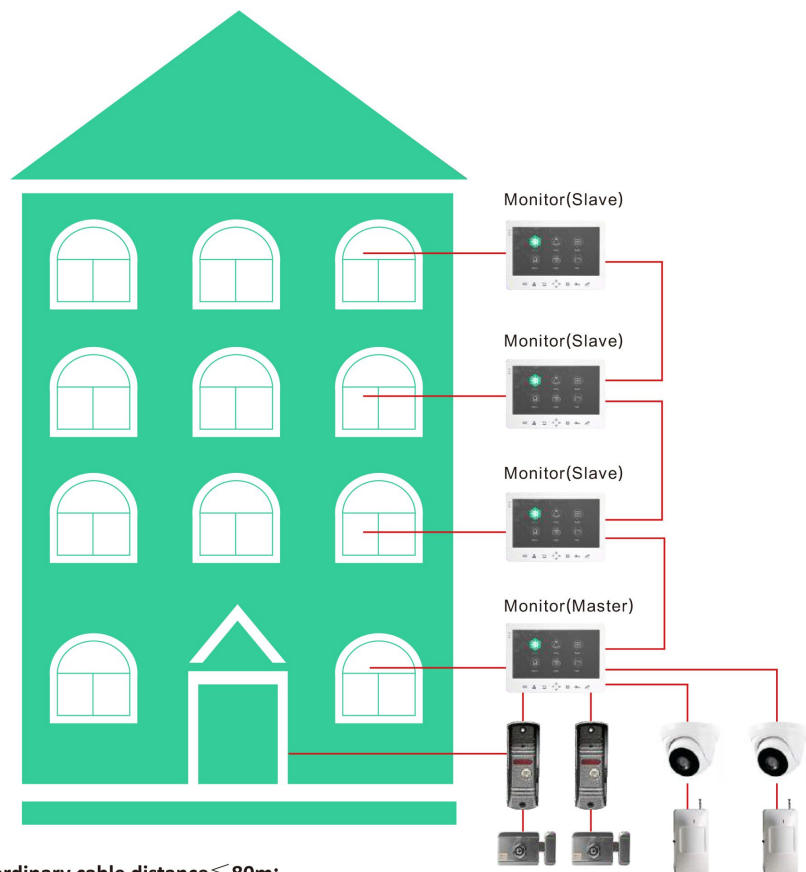 Monitor(Slave)
Monitor(Slave)
Monitor(Slave)
Monitor(Master)
ordinary cable distance≤80m;